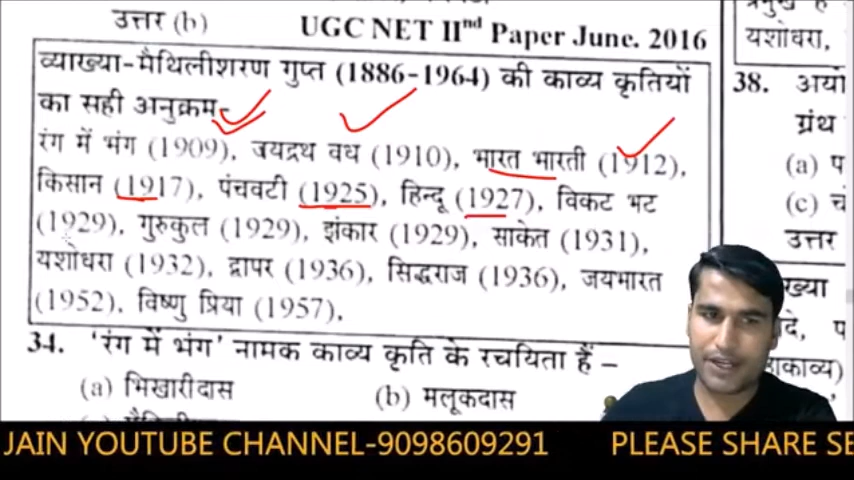 उत्तर (b)
UGC NET IInd Paper June. 2016
व्याख्या-मैथिलीशरण गुप्त (1886-1964) की काव्य कृतियों
का सही अनुक्रम-
रंग में भंग (1909), जयद्रथ वध (1910), भारत भारती (1912),
किसान (1917), पंचवटी (1925), हिन्दू (1927), विकट भट
(1929), गुरुकुल (1929), झंकार (1929), साकेत (1931),
यशोधरा (1932), द्वापर (1936), सिद्धराज (1936), जयभारत
(1952), विष्णु प्रिया (1957),
34. 'रंग में भंग' नामक काव्य कृति के रचयिता हैं –
(a) भिखारीदास
(b) मलूकदास
यशोधरा,
38. अयो
ग्रंथ
(a) प
(c) च
उत्तर
ख्या
दे, प
काव्य)
JAIN YOUTUBE CHANNEL-9098609291 PLEASE SHARE SE